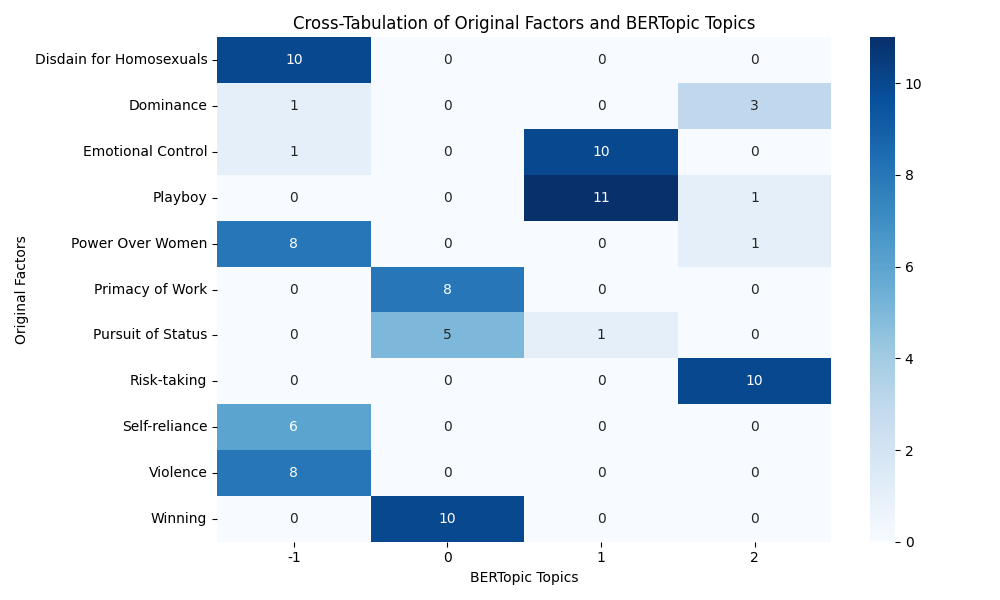 Cross-Tabulation of Original Factors and BERTopic Topics
Original Factors
Disdain for Homosexuals 10 0 0 0
Dominance 1 0 0 3
Emotional Control 1 0 10 0
Playboy 0 0 11 1
Power Over Women 8 0 0 1
Primacy of Work 0 8 0 0
Pursuit of Status 0 5 1 0
Risk-taking 0 0 0 10
Self-reliance 6 0 0 0
Violence 8 0 0 0
Winning 0 10 0 0
-1 0 1 2
BERTopic Topics
10
8
6
4
2
0